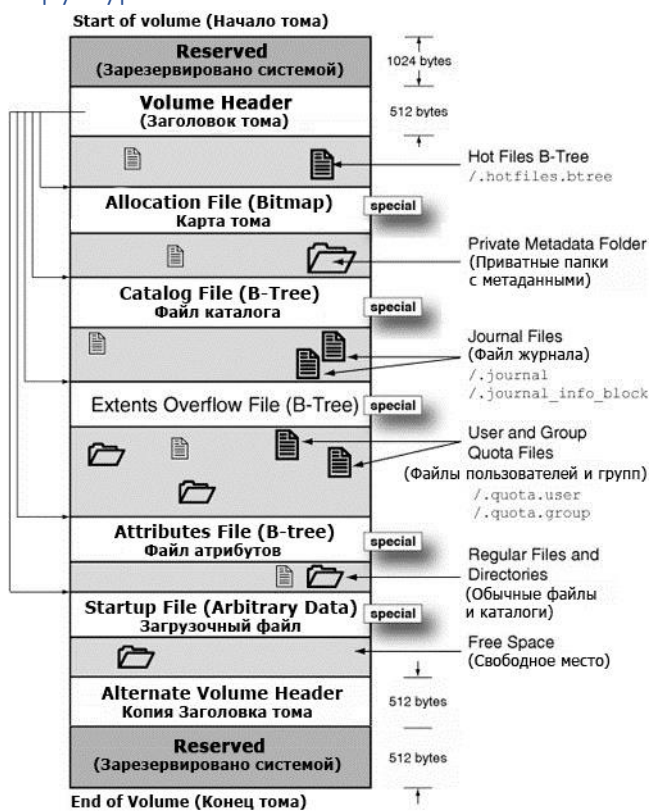 Start of volume (Начало тома)
Reserved
(Зарезервировано системой)
1024 bytes
Volume Header
(Заголовок тома)
512 bytes
Hot Files B-Tree
/.hotfiles.btree
Allocation File (Bitmap)
Карта тома
special
Private Metadata Folder
(Приватные папки
с метаданными)
Catalog File (B-Tree)
Файл каталога
special
Journal Files
(Файл журнала)
/.journal
/.journal_info_block
Extents Overflow File (B-Tree)
special
User and Group
Quota Files
(Файлы пользователей и групп)
/.quota.user
/.quota.group
Attributes File (B-tree)
Файл атрибутов
special
Regular Files and
Directories
(Обычные файлы
и каталоги)
Startup File (Arbitrary Data)
Загрузочный файл
special
Free Space
(Свободное место)
Alternate Volume Header
Копия Заголовка тома
512 bytes
Reserved
(Зарезервировано системой)
512 bytes
End of Volume (Конец тома)